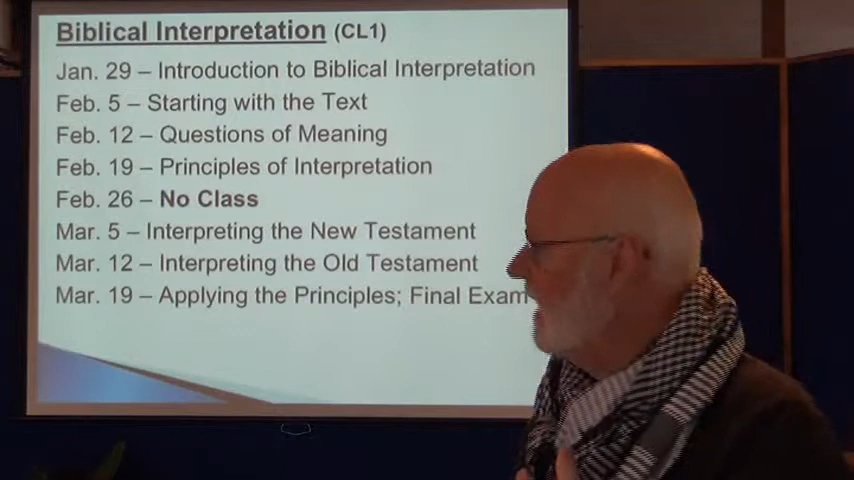 Biblical Interpretation (CL1)
Jan. 29 – Introduction to Biblical Interpretation
Feb. 5 – Starting with the Text
Feb. 12 – Questions of Meaning
Feb. 19 – Principles of Interpretation
Feb. 26 – No Class
Mar. 5 – Interpreting the New Testament
Mar. 12 – Interpreting the Old Testament
Mar. 19 – Applying the Principles; Final Exam